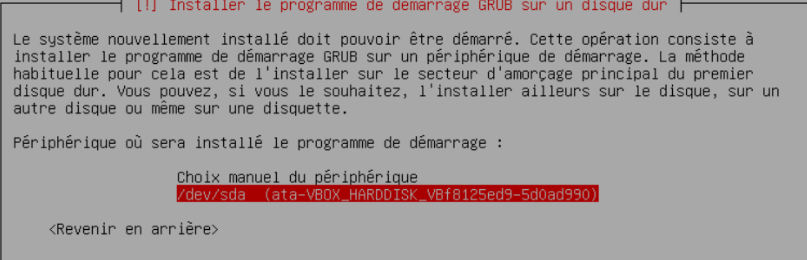 [!] Installer le programme de démarrage GRUB sur un disque dur
Le système nouvellement installé doit pouvoir être démarré. Cette opération consiste à
installer le programme de démarrage GRUB sur un périphérique de démarrage. La méthode
habituelle pour cela est de l'installer sur le secteur d'amorçage principal du premier
disque dur. Vous pouvez, si vous le souhaitez, l'installer ailleurs sur le disque, sur un
autre disque ou même sur une disquette.
Périphérique où sera installé le programme de démarrage :
Choix manuel du périphérique
/dev/sda (ata-VBOX_HARDDISK_VBf8125ed9-5d0ad990)
<Revenir en arrière>